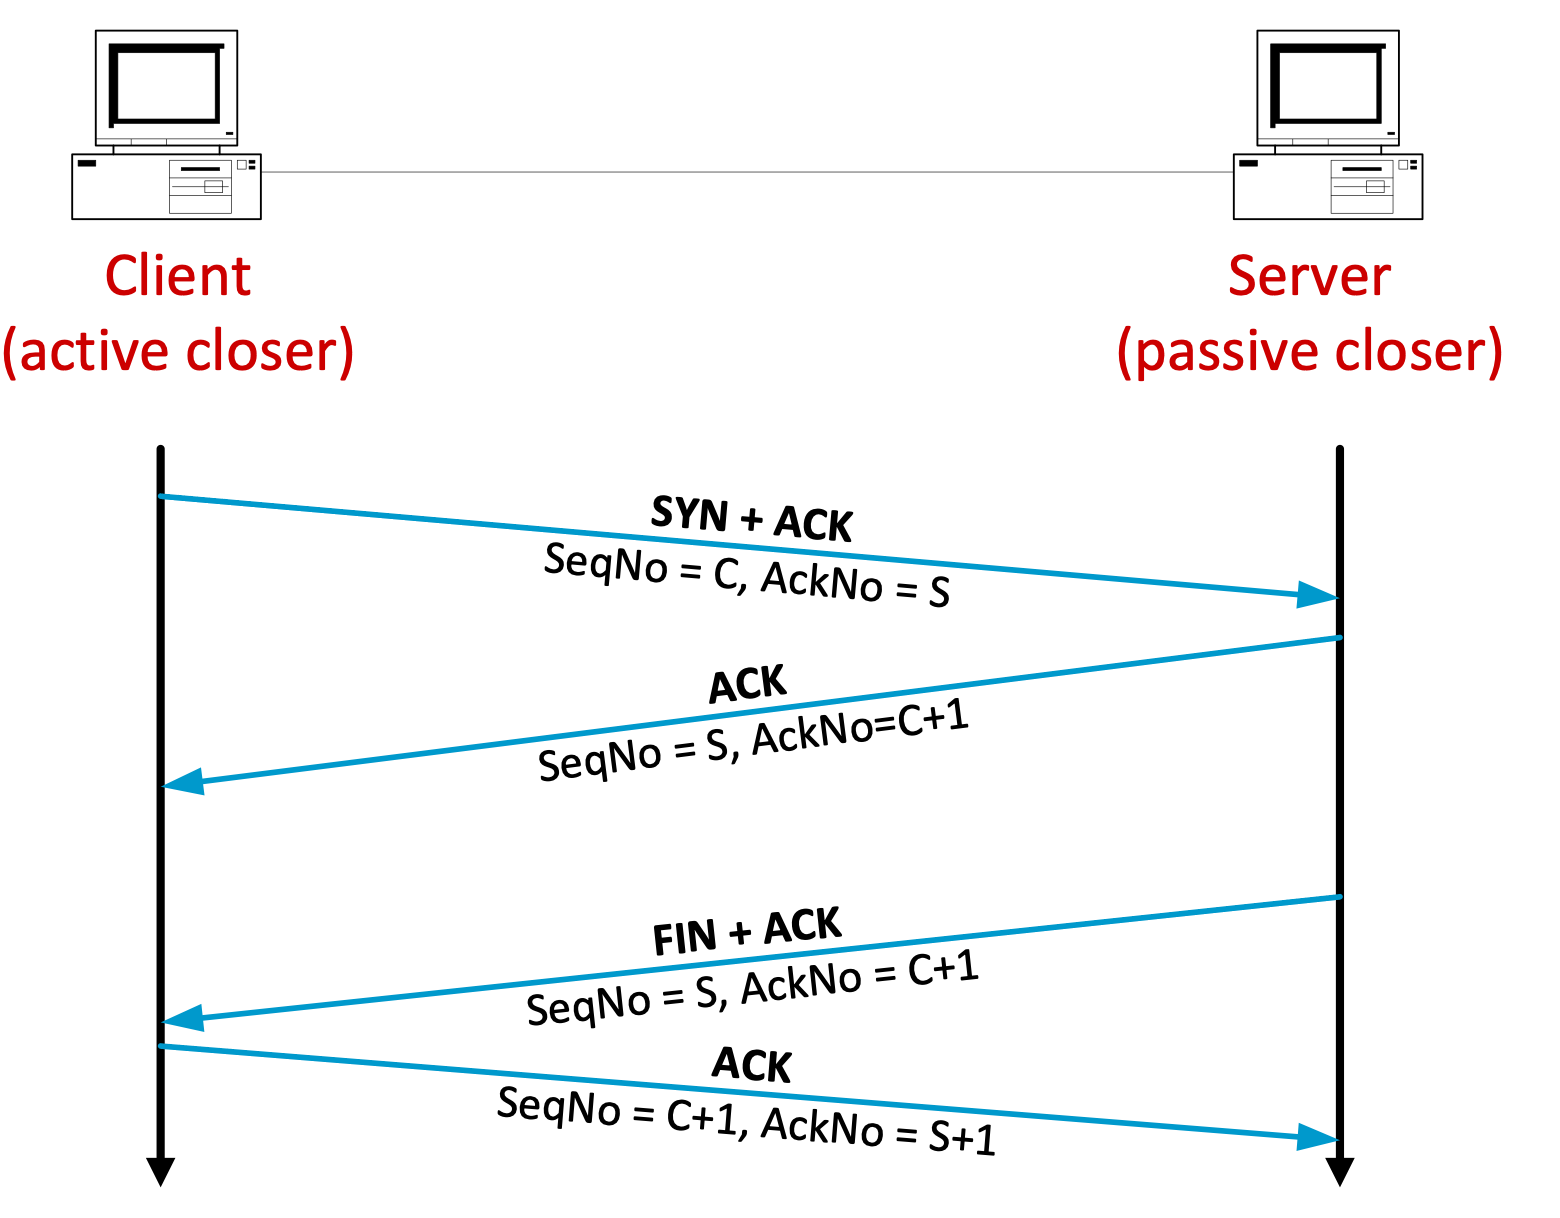 Client
(active closer)
Server
(passive closer)
SYN + ACK
SeqNo = C, AckNo = S
ACK
SeqNo = S, AckNo=C+1
FIN + ACK
SeqNo = S, AckNo = C+1
ACK
SeqNo = C+1, AckNo = S+1